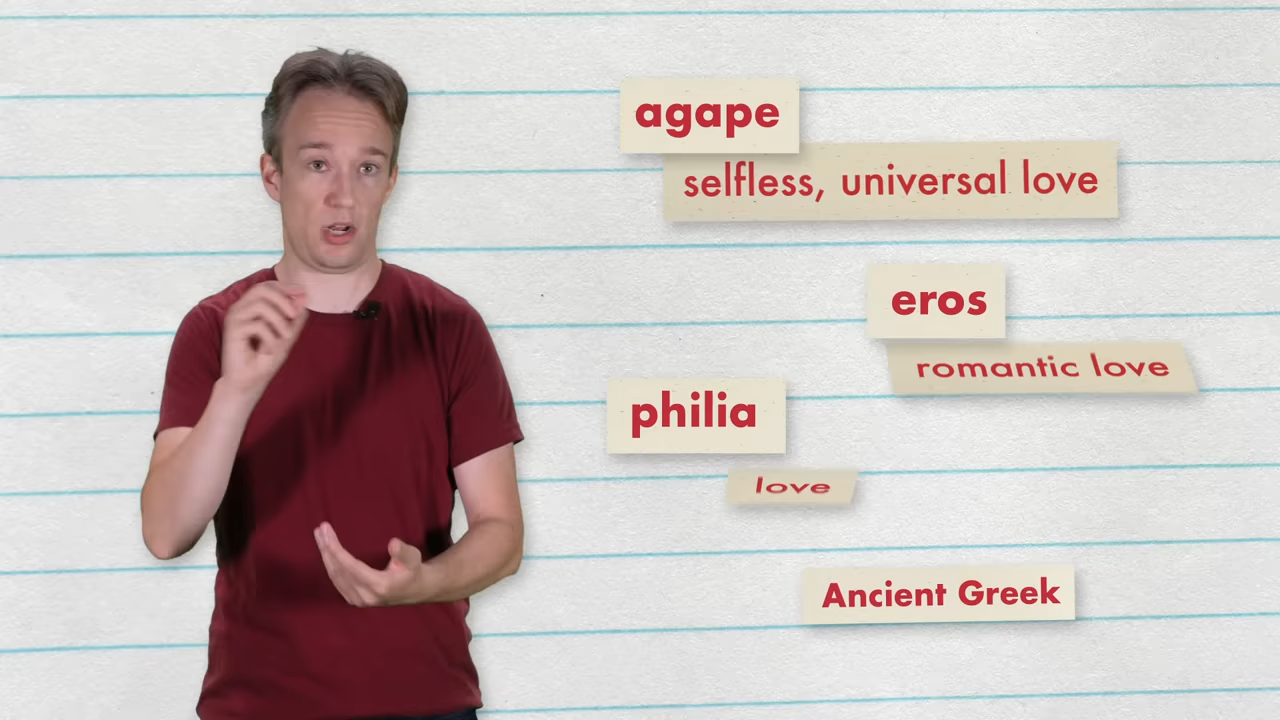 agape
selfless, universal love
eros
romantic love
philia
love
Ancient Greek